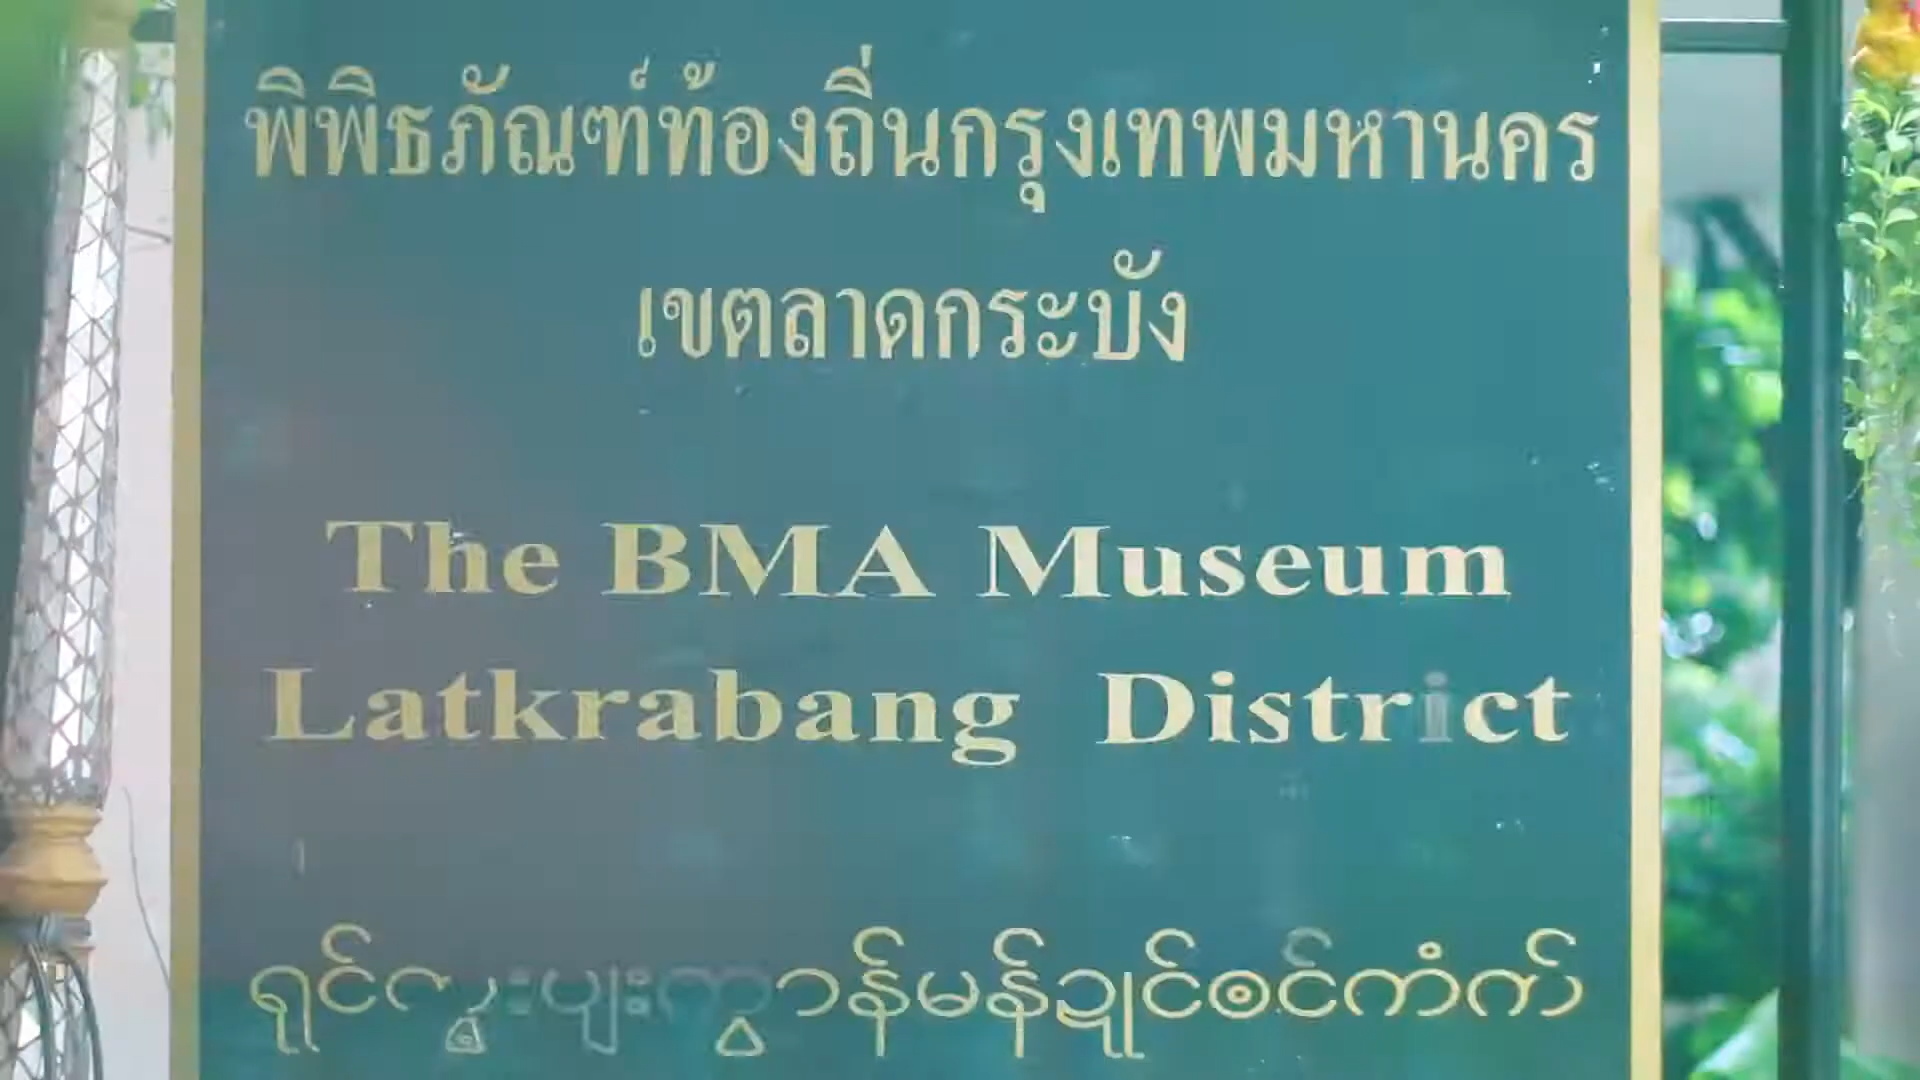 พิพิธภัณฑ์ท้องถิ่นกรุงเทพมหานคร
เขตลาดกระบัง
The BMA Museum
Latkrabang District